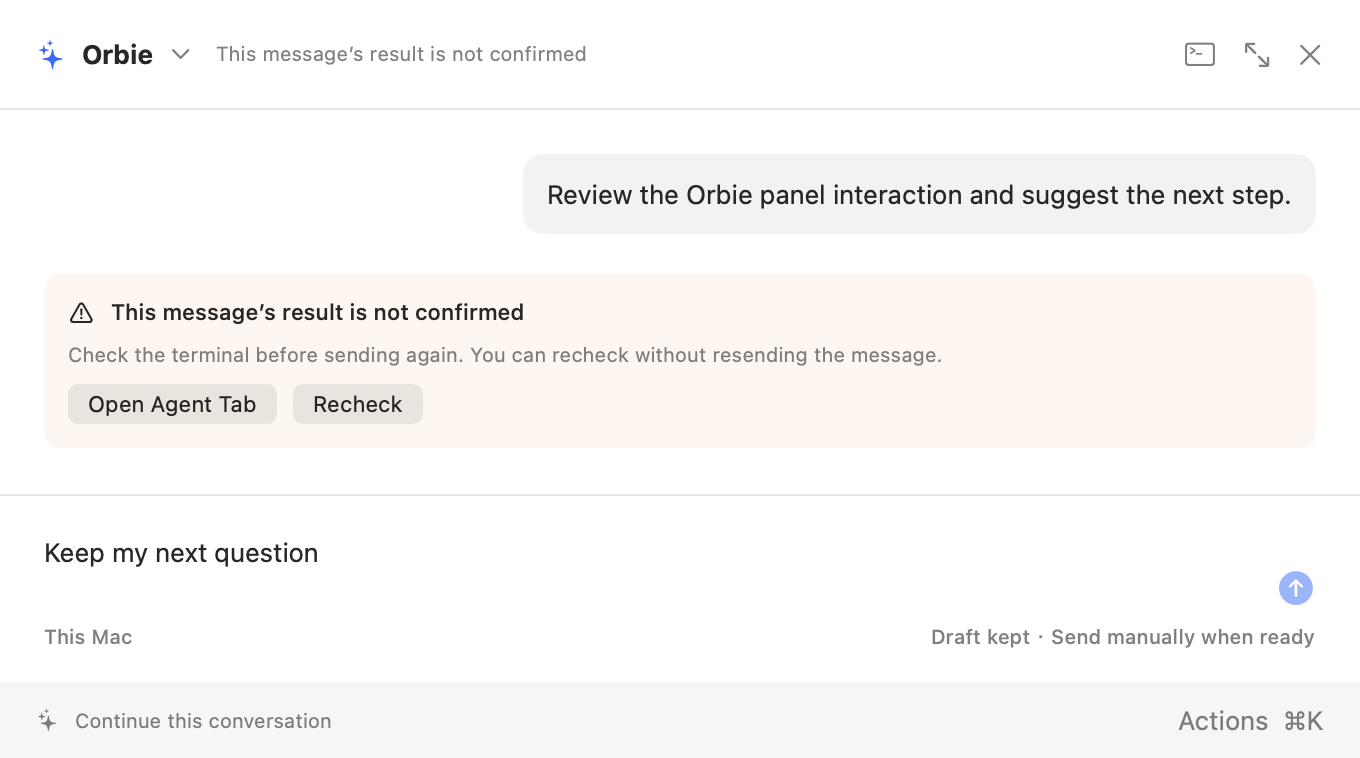 Orbie
This message’s result is not confirmed
Review the Orbie panel interaction and suggest the next step.
This message’s result is not confirmed
Check the terminal before sending again. You can recheck without resending the message.
Open Agent Tab
Recheck
Keep my next question
This Mac
Draft kept · Send manually when ready
Continue this conversation
Actions ⌘K